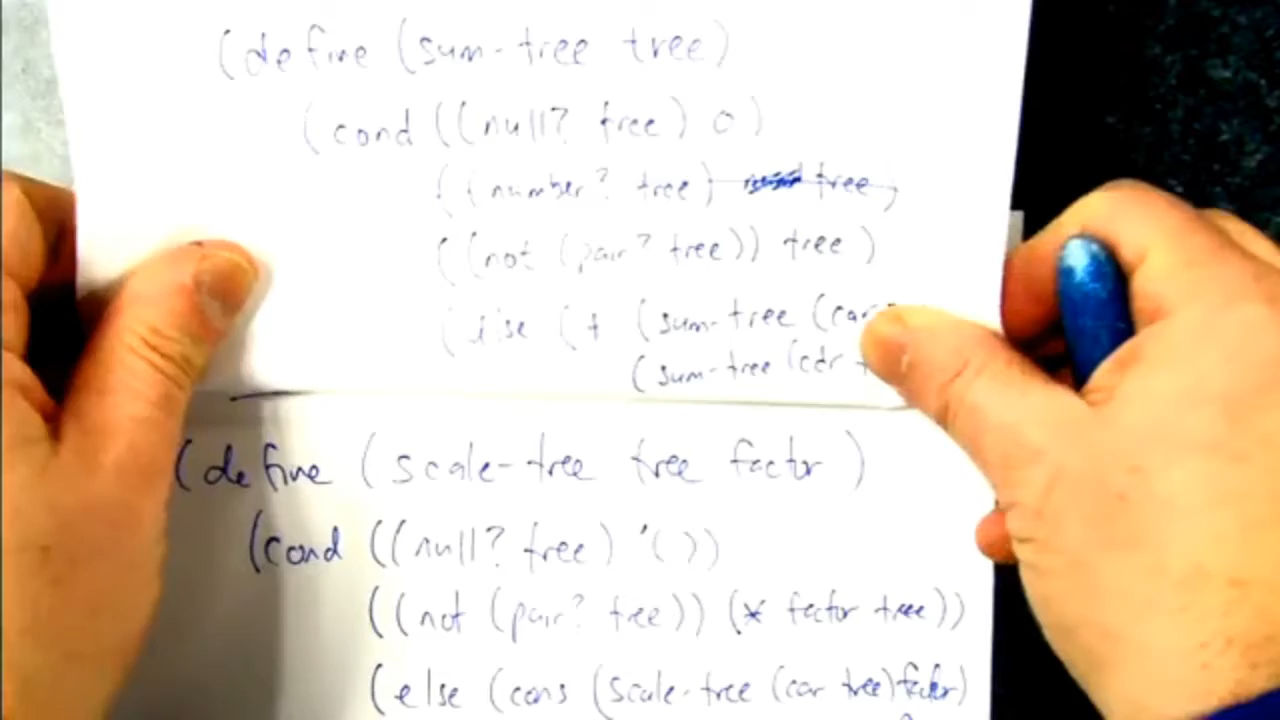 (define (sum-tree tree)
(cond ((null? tree) 0)
((number? tree) tree)
((not (pair? tree)) tree)
(else (+ (sum-tree (car
(sum-tree (cdr
(define (scale-tree tree factor)
(cond ((null? tree) '())
((not (pair? tree)) (* factor tree))
(else (cons (scale-tree (car tree) factor)